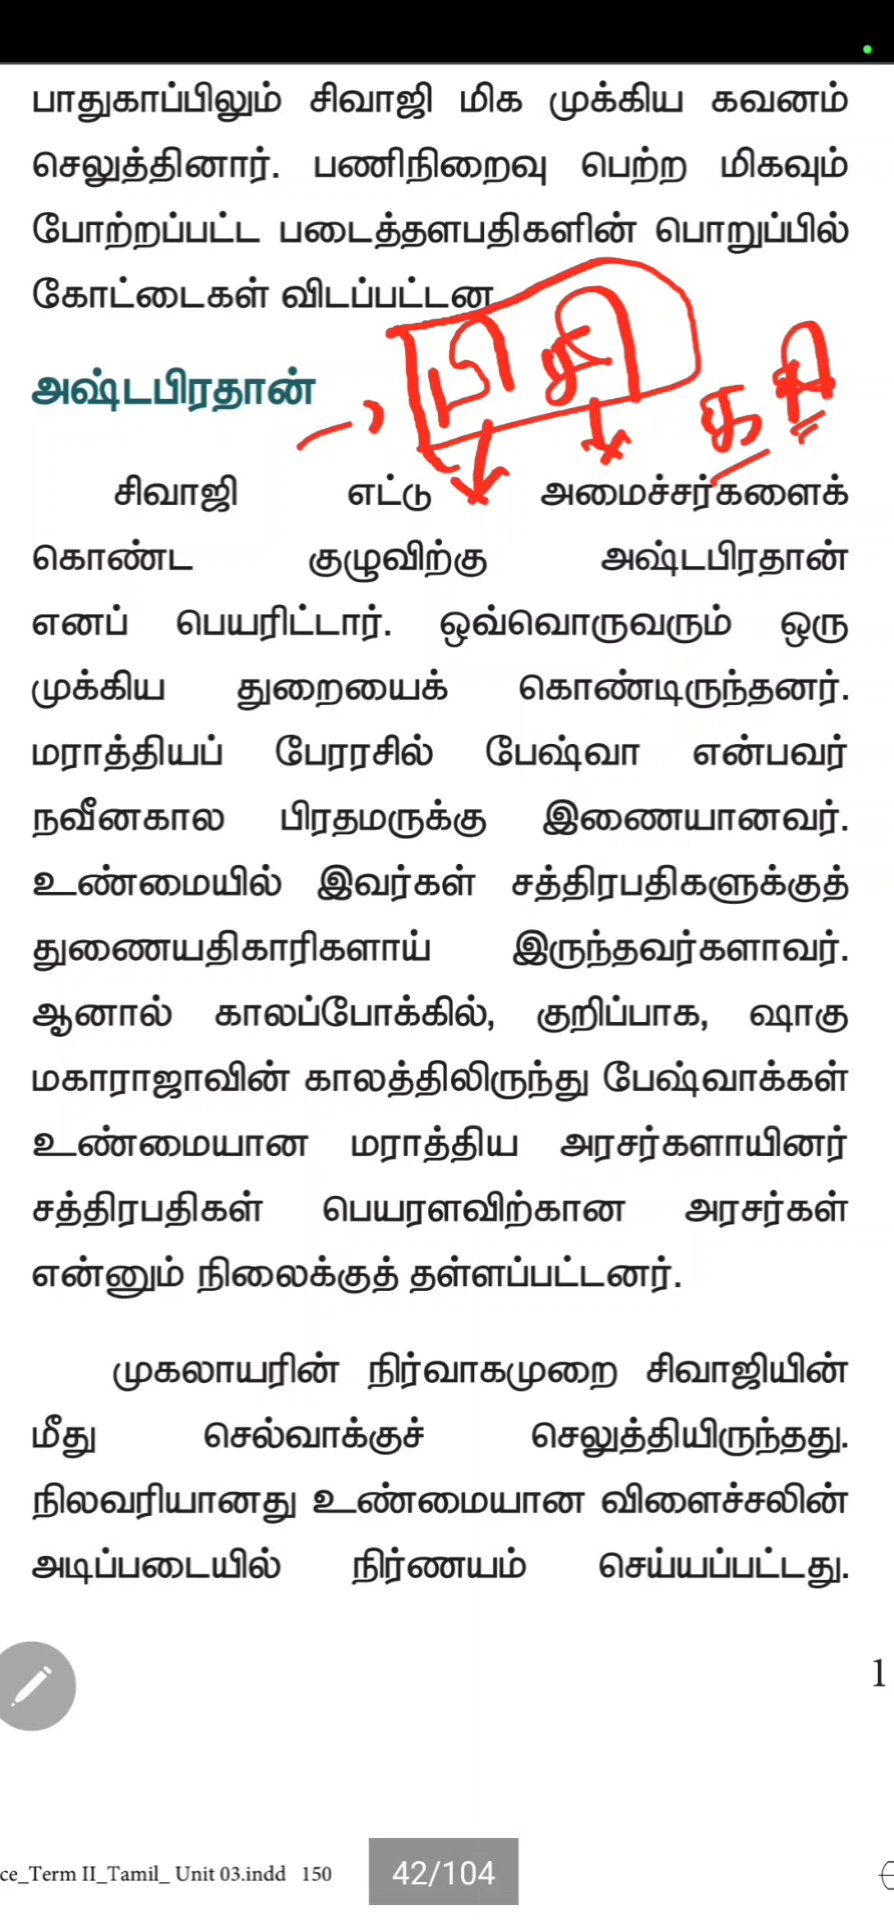 பாதுகாப்பிலும் சிவாஜி மிக முக்கிய கவனம்
செலுத்தினார். பணிநிறைவு பெற்ற மிகவும்
போற்றப்பட்ட படைத்தளபதிகளின் பொறுப்பில்
கோட்டைகள் விடப்பட்டன
அஷ்டபிரதான்
சிவாஜி எட்டு அமைச்சர்களைக்
கொண்ட குழுவிற்கு அஷ்டபிரதான்
எனப் பெயரிட்டார். ஒவ்வொருவரும் ஒரு
முக்கிய துறையைக் கொண்டிருந்தனர்.
மராத்தியப் பேரரசில் பேஷ்வா என்பவர்
நவீனகால பிரதமருக்கு இணையானவர்.
உண்மையில் இவர்கள் சத்திரபதிகளுக்குத்
துணையதிகாரிகளாய் இருந்தவர்களாவர்.
ஆனால் காலப்போக்கில், குறிப்பாக, ஷாகு
மகாராஜாவின் காலத்திலிருந்து பேஷ்வாக்கள்
உண்மையான மராத்திய அரசர்களாயினர்
சத்திரபதிகள் பெயரளவிற்கான அரசர்கள்
என்னும் நிலைக்குத் தள்ளப்பட்டனர்.
முகலாயரின் நிர்வாகமுறை சிவாஜியின்
மீது செல்வாக்குச் செலுத்தியிருந்தது.
நிலவரியானது உண்மையான விளைச்சலின்
அடிப்படையில் நிர்ணயம் செய்யப்பட்டது.
1
ce_Term II_Tamil_ Unit 03.indd 150
42/104